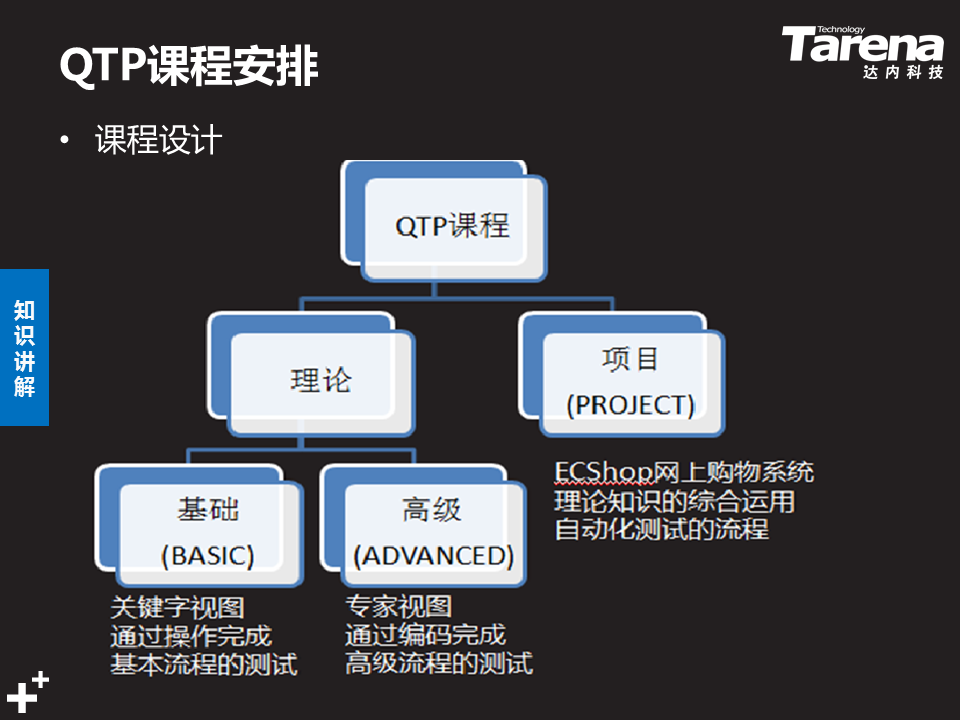 QTP课程安排
Technology
Tarena
达内科技
• 课程设计
QTP课程
理论
项目
(PROJECT)
知识讲解
基础
(BASIC)
高级
(ADVANCED)
ECShop网上购物系统
理论知识的综合运用
自动化测试的流程
关键字视图
通过操作完成
基本流程的测试
专家视图
通过编码完成
高级流程的测试